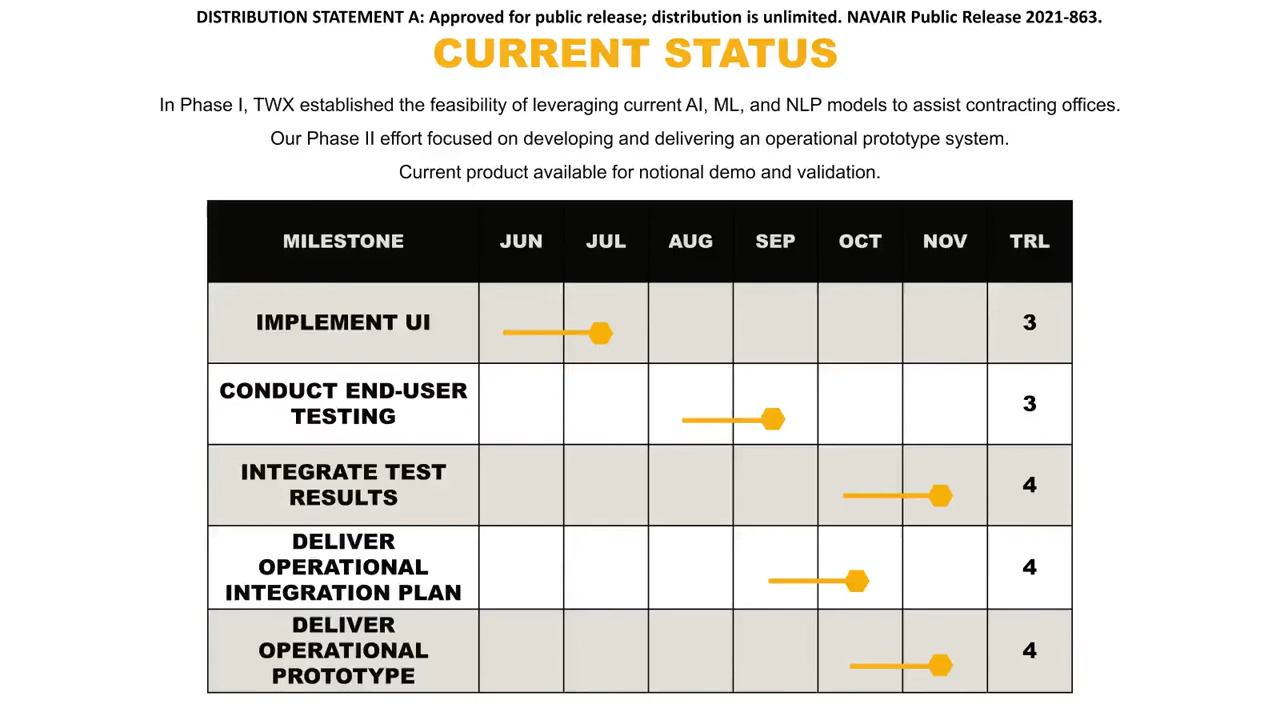 DISTRIBUTION STATEMENT A: Approved for public release; distribution is unlimited. NAVAIR Public Release 2021-863.
CURRENT STATUS
In Phase I, TWX established the feasibility of leveraging current AI, ML, and NLP models to assist contracting offices.
Our Phase II effort focused on developing and delivering an operational prototype system.
Current product available for notional demo and validation.
MILESTONE JUN JUL AUG SEP OCT NOV TRL
IMPLEMENT UI 3
CONDUCT END-USER
TESTING 3
INTEGRATE TEST
RESULTS 4
DELIVER
OPERATIONAL 4
INTEGRATION PLAN
DELIVER
OPERATIONAL 4
PROTOTYPE